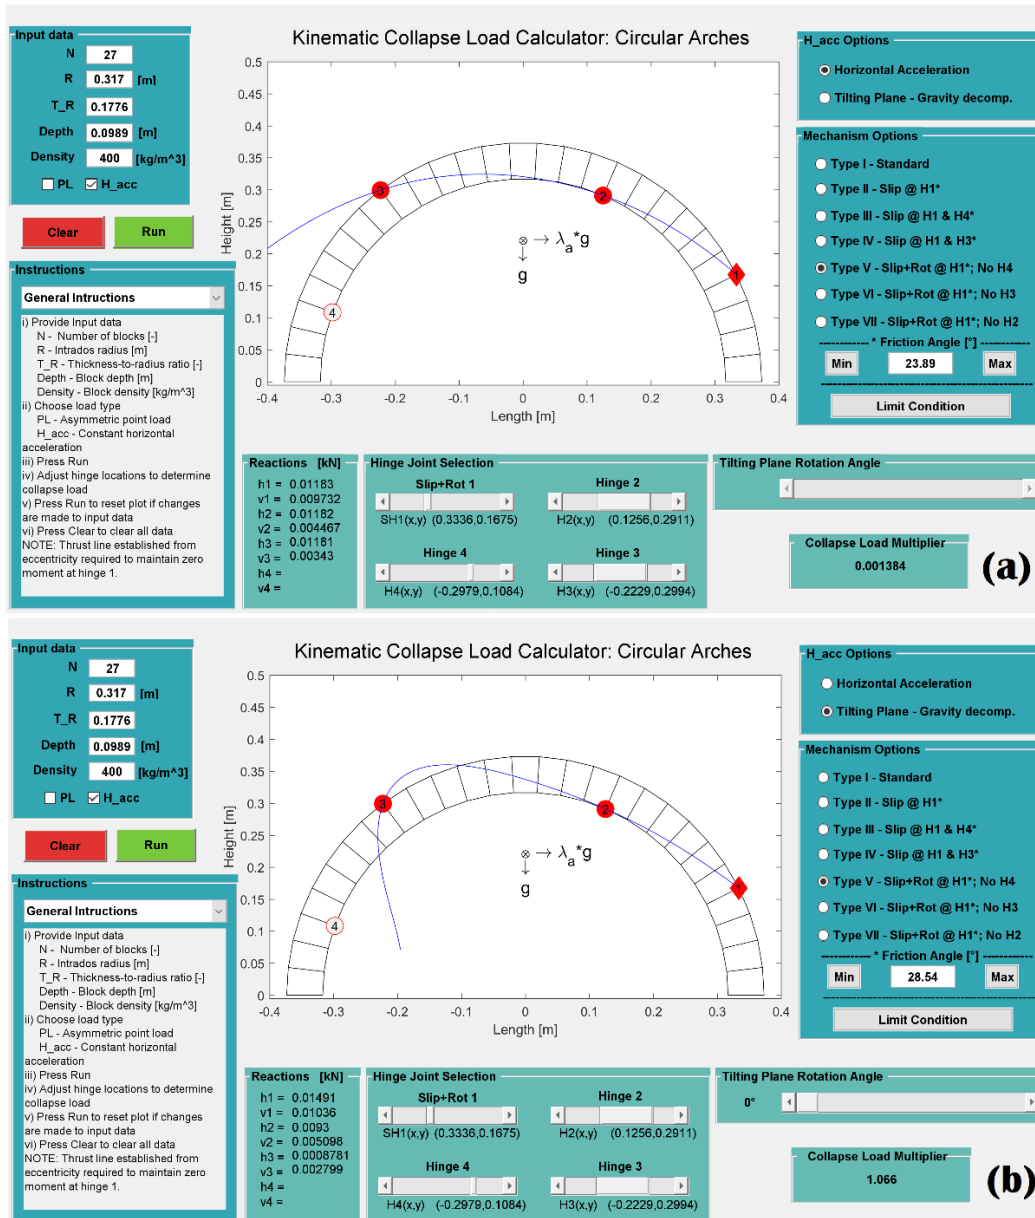 Input data
N 27
R 0.317 [m]
T_R 0.1776
Depth 0.0989 [m]
Density 400 [kg/m^3]
PL H_acc
Clear Run
Instructions
General Intructions
i) Provide Input data
N - Number of blocks [-]
R - Intrados radius [m]
T_R - Thickness-to-radius ratio [-]
Depth - Block depth [m]
Density - Block density [kg/m^3]
ii) Choose load type
PL - Asymmetric point load
H_acc - Constant horizontal
acceleration
iii) Press Run
iv) Adjust hinge locations to determine
collapse load
v) Press Run to reset plot if changes
are made to input data
vi) Press Clear to clear all data
NOTE: Thrust line established from
eccentricity required to maintain zero
moment at hinge 1.
Kinematic Collapse Load Calculator: Circular Arches
0.5
0.45
0.4
0.35
0.3
0.25
0.2
0.15
0.1
0.05
0
Height [m]
3
2
1
4
→ λ_a*g
g
-0.4 -0.3 -0.2 -0.1 0 0.1 0.2 0.3 0.4
Length [m]
H_acc Options
Horizontal Acceleration
Tilting Plane - Gravity decomp.
Mechanism Options
Type I - Standard
Type II - Slip @ H1*
Type III - Slip @ H1 & H4*
Type IV - Slip @ H1 & H3*
Type V - Slip+Rot @ H1*; No H4
Type VI - Slip+Rot @ H1*; No H3
Type VII - Slip+Rot @ H1*; No H2
------------ * Friction Angle [°] ------------
Min 23.89 Max
Limit Condition
Reactions [kN]
h1 = 0.01183
v1 = 0.009732
h2 = 0.01182
v2 = 0.004467
h3 = 0.01181
v3 = 0.00343
h4 =
v4 =
Hinge Joint Selection
Slip+Rot 1 Hinge 2
SH1(x,y) (0.3336,0.1675) H2(x,y) (0.1256,0.2911)
Hinge 4 Hinge 3
H4(x,y) (-0.2979,0.1084) H3(x,y) (-0.2229,0.2994)
Tilting Plane Rotation Angle
Collapse Load Multiplier
0.001384
(a)
Input data
N 27
R 0.317 [m]
T_R 0.1776
Depth 0.0989 [m]
Density 400 [kg/m^3]
PL H_acc
Clear Run
Instructions
General Intructions
i) Provide Input data
N - Number of blocks [-]
R - Intrados radius [m]
T_R - Thickness-to-radius ratio [-]
Depth - Block depth [m]
Density - Block density [kg/m^3]
ii) Choose load type
PL - Asymmetric point load
H_acc - Constant horizontal
acceleration
iii) Press Run
iv) Adjust hinge locations to determine
collapse load
v) Press Run to reset plot if changes
are made to input data
vi) Press Clear to clear all data
NOTE: Thrust line established from
eccentricity required to maintain zero
moment at hinge 1.
Kinematic Collapse Load Calculator: Circular Arches
0.5
0.45
0.4
0.35
0.3
0.25
0.2
0.15
0.1
0.05
0
Height [m]
3
2
1
4
→ λ_a*g
g
-0.4 -0.3 -0.2 -0.1 0 0.1 0.2 0.3 0.4
Length [m]
H_acc Options
Horizontal Acceleration
Tilting Plane - Gravity decomp.
Mechanism Options
Type I - Standard
Type II - Slip @ H1*
Type III - Slip @ H1 & H4*
Type IV - Slip @ H1 & H3*
Type V - Slip+Rot @ H1*; No H4
Type VI - Slip+Rot @ H1*; No H3
Type VII - Slip+Rot @ H1*; No H2
------------ * Friction Angle [°] ------------
Min 28.54 Max
Limit Condition
Reactions [kN]
h1 = 0.01491
v1 = 0.01036
h2 = 0.0093
v2 = 0.005098
h3 = 0.0008781
v3 = 0.002799
h4 =
v4 =
Hinge Joint Selection
Slip+Rot 1 Hinge 2
SH1(x,y) (0.3336,0.1675) H2(x,y) (0.1256,0.2911)
Hinge 4 Hinge 3
H4(x,y) (-0.2979,0.1084) H3(x,y) (-0.2229,0.2994)
Tilting Plane Rotation Angle
0°
Collapse Load Multiplier
1.066
(b)